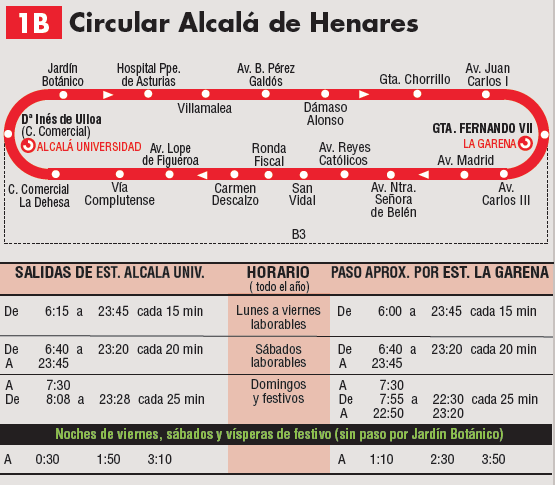 1B Circular Alcalá de Henares
Jardín Botánico
Hospital Ppe. de Asturias
Villamalea
Av. B. Pérez Galdós
Dámaso Alonso
Gta. Chorrillo
Av. Juan Carlos I
Dª Inés de Ulloa
(C. Comercial)
ALCALÁ UNIVERSIDAD
GTA. FERNANDO VII
LA GARENA
C. Comercial La Dehesa
Vía Complutense
Av. Lope de Figueroa
Carmen Descalzo
Ronda Fiscal
San Vidal
Av. Reyes Católicos
Av. Ntra. Señora de Belén
Av. Madrid
Av. Carlos III
B3
SALIDAS DE EST. ALCALA UNIV. HORARIO PASO APROX. POR EST. LA GARENA
( todo el año)
De 6:15 a 23:45 cada 15 min Lunes a viernes De 6:00 a 23:45 cada 15 min
laborables
De 6:40 a 23:20 cada 20 min Sábados De 6:40 a 23:20 cada 20 min
A 23:45 laborables A 23:45
A 7:30 Domingos A 7:30
De 8:08 a 23:28 cada 25 min y festivos De 7:55 a 22:30 cada 25 min
A 22:50 23:20
Noches de viernes, sábados y vísperas de festivo (sin paso por Jardín Botánico)
A 0:30 1:50 3:10 A 1:10 2:30 3:50